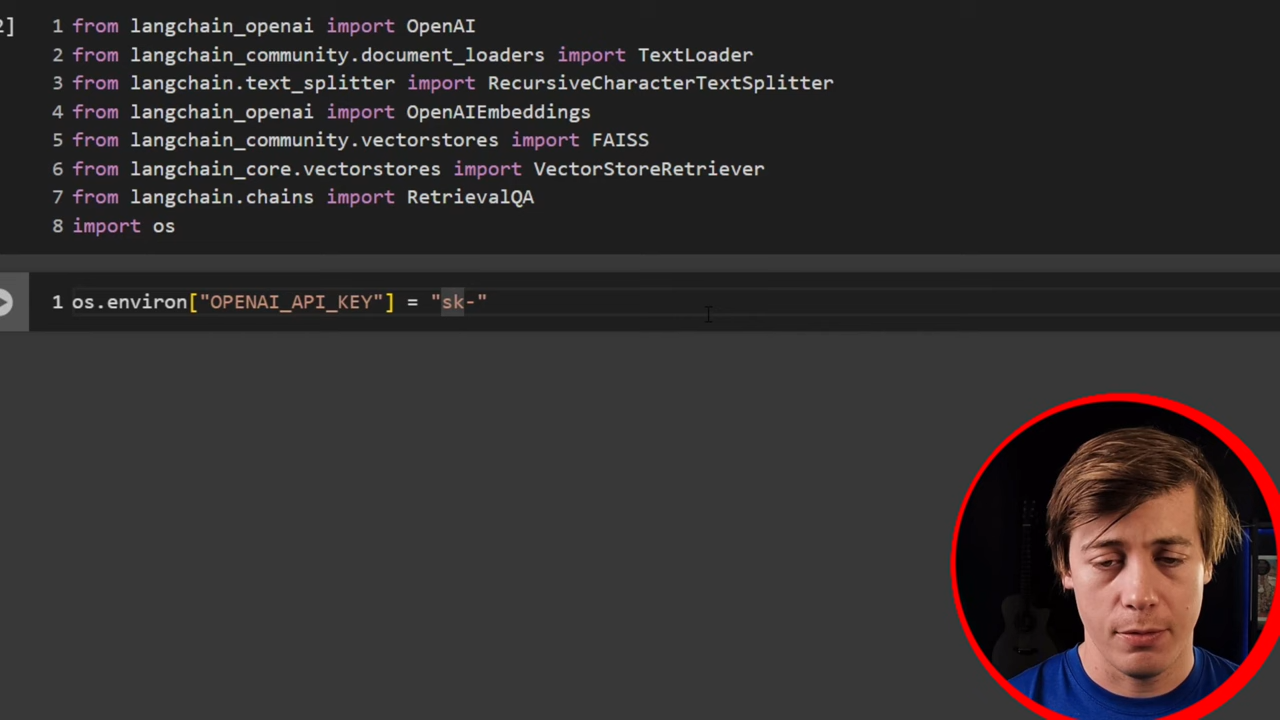 2]
1 from langchain_openai import OpenAI
2 from langchain_community.document_loaders import TextLoader
3 from langchain.text_splitter import RecursiveCharacterTextSplitter
4 from langchain_openai import OpenAIEmbeddings
5 from langchain_community.vectorstores import FAISS
6 from langchain_core.vectorstores import VectorStoreRetriever
7 from langchain.chains import RetrievalQA
8 import os
1 os.environ["OPENAI_API_KEY"] = "sk-"